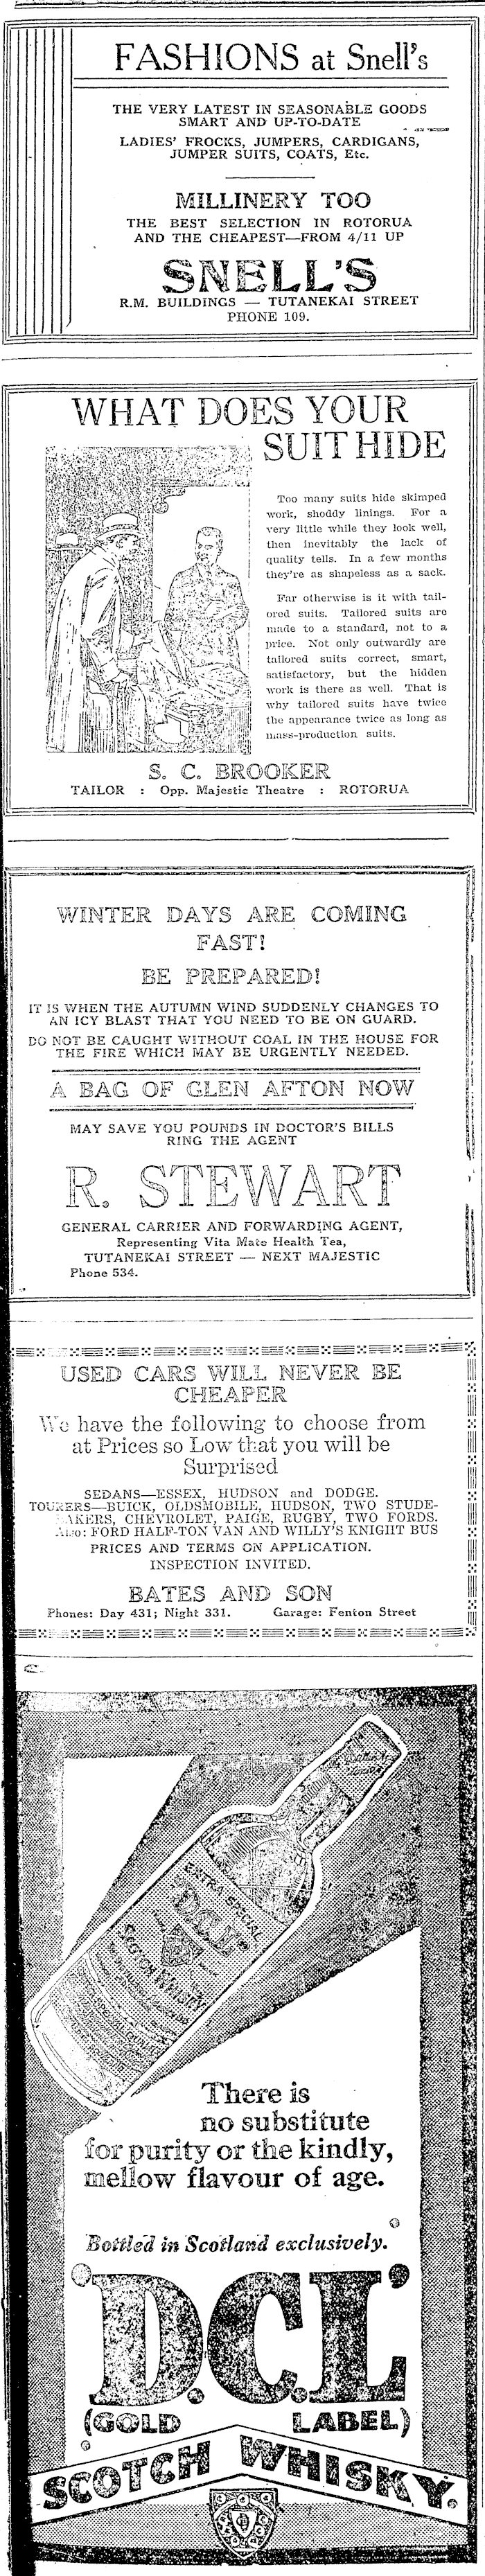 FASHIONS at Snell's
THE VERY LATEST IN SEASONABLE GOODS
SMART AND UP-TO-DATE
LADIES' FROCKS, JUMPERS, CARDIGANS,
JUMPER SUITS, COATS, Etc.
MILLINERY TOO
THE BEST SELECTION IN ROTORUA
AND THE CHEAPEST—FROM 4/11 UP
SNELL'S
R.M. BUILDINGS — TUTANEKAI STREET
PHONE 109.
WHAT DOES YOUR
SUIT HIDE
Too many suits hide skimped
work, shoddy linings. For a
very little while they look well,
then inevitably the lack of
quality tells. In a few months
they're as shapeless as a sack.
Far otherwise is it with tail-
ored suits. Tailored suits are
made to a standard, not to a
price. Not only outwardly are
tailored suits correct, smart,
satisfactory, but the hidden
work is there as well. That is
why tailored suits have twice
the appearance twice as long as
mass-production suits.
S. C. BROOKER
TAILOR : Opp. Majestic Theatre : ROTORUA
WINTER DAYS ARE COMING
FAST!
BE PREPARED!
IT IS WHEN THE AUTUMN WIND SUDDENLY CHANGES TO
AN ICY BLAST THAT YOU NEED TO BE ON GUARD.
DO NOT BE CAUGHT WITHOUT COAL IN THE HOUSE FOR
THE FIRE WHICH MAY BE URGENTLY NEEDED.
A BAG OF GLEN AFTON NOW
MAY SAVE YOU POUNDS IN DOCTOR'S BILLS
RING THE AGENT
R. STEWART
GENERAL CARRIER AND FORWARDING AGENT,
Representing Vita Mate Health Tea,
TUTANEKAI STREET — NEXT MAJESTIC
Phone 534.
USED CARS WILL NEVER BE
CHEAPER
We have the following to choose from
at Prices so Low that you will be
Surprised
SEDANS—ESSEX, HUDSON and DODGE.
TOURERS—BUICK, OLDSMOBILE, HUDSON, TWO STUDE-
BAKERS, CHEVROLET, PAIGE, RUGBY, TWO FORDS.
Also: FORD HALF-TON VAN AND WILLY'S KNIGHT BUS
PRICES AND TERMS ON APPLICATION.
INSPECTION INVITED.
BATES AND SON
Phones: Day 431; Night 331. Garage: Fenton Street
EXTRA SPECIAL
D.C.L.
SCOTCH WHISKY
There is
no substitute
for purity or the kindly,
mellow flavour of age.
Bottled in Scotland exclusively.
'D.C.L'
(GOLD LABEL)
SCOTCH WHISKY.